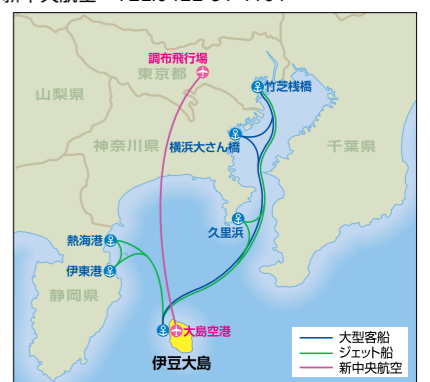 調布飛行場
東京都
竹芝桟橋
山梨県
神奈川県
横浜大さん橋
千葉県
久里浜
熱海港
伊東港
静岡県
大島空港
伊豆大島
大型客船
ジェット船
新中央航空